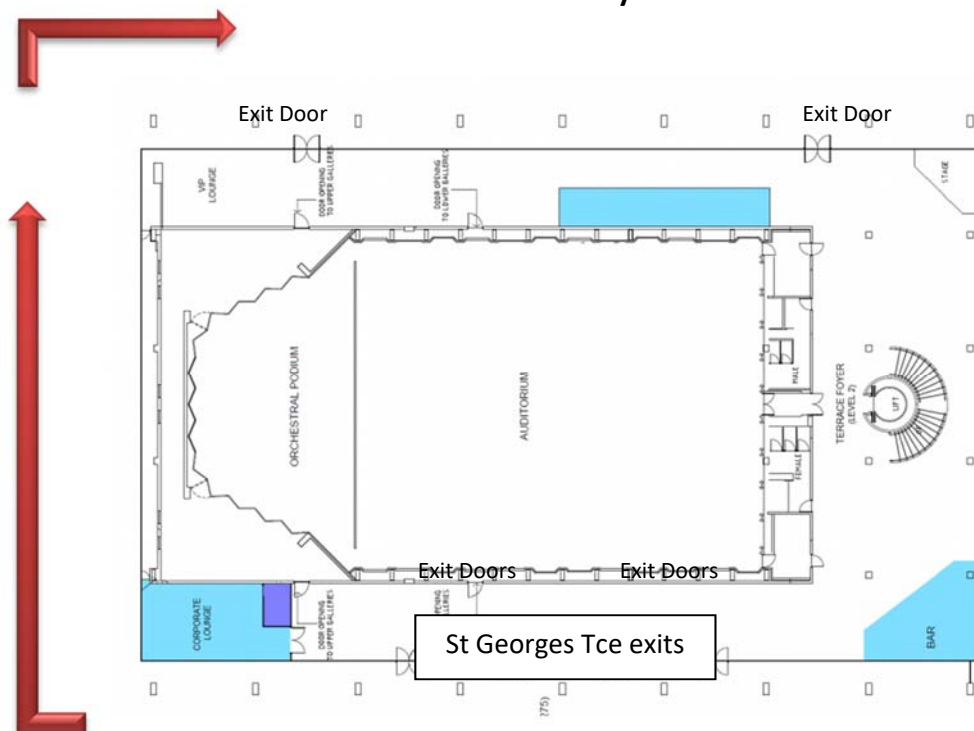 Exit Door
Exit Door
VIP
LOUNGE
DOOR OPENING
TO UPPER GALLERIES
DOOR OPENING
TO LOWER GALLERIES
STAGE
ORCHESTRAL PODIUM
AUDITORIUM
MALE
TERRACE FOYER
(LEVEL 2)
LIFT
FEMALE
Exit Doors
Exit Doors
CORPORATE
LOUNGE
DOOR OPENING
TO UPPER GALLERIES
St Georges Tce exits
BAR
275)